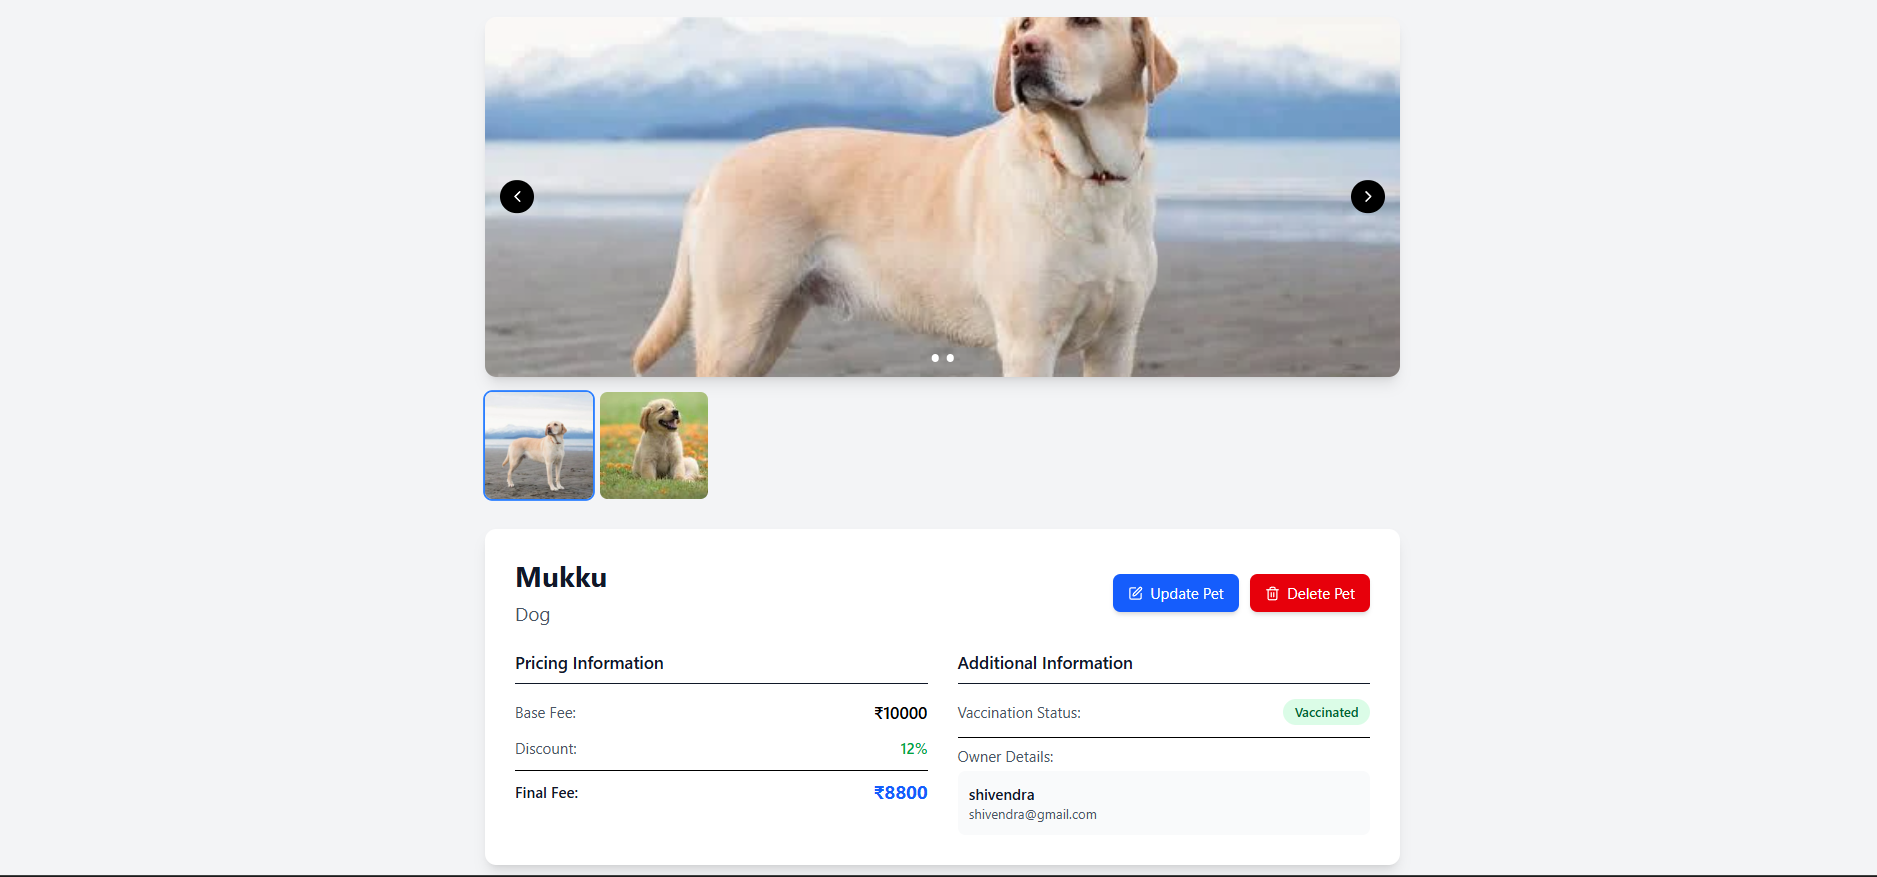 Mukku
Dog
Update Pet
Delete Pet
Pricing Information
Base Fee: ₹10000
Discount: 12%
Final Fee: ₹8800
Additional Information
Vaccination Status: Vaccinated
Owner Details:
shivendra
shivendra@gmail.com